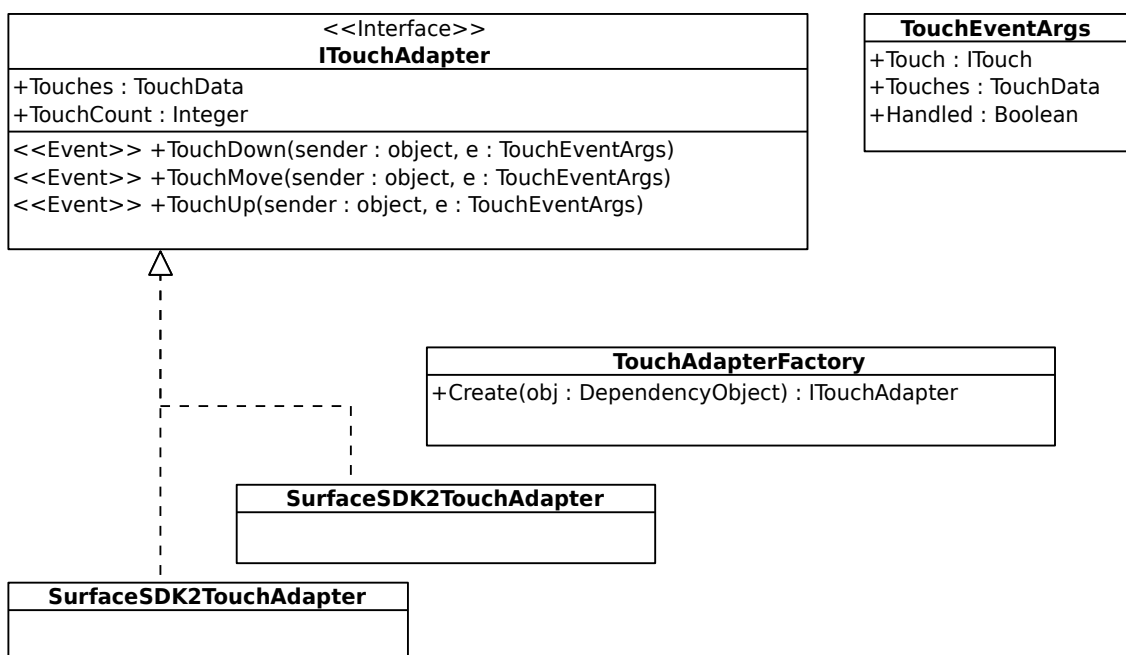 <<Interface>>
ITouchAdapter
+Touches : TouchData
+TouchCount : Integer
<<Event>> +TouchDown(sender : object, e : TouchEventArgs)
<<Event>> +TouchMove(sender : object, e : TouchEventArgs)
<<Event>> +TouchUp(sender : object, e : TouchEventArgs)
TouchEventArgs
+Touch : ITouch
+Touches : TouchData
+Handled : Boolean
TouchAdapterFactory
+Create(obj : DependencyObject) : ITouchAdapter
SurfaceSDK2TouchAdapter
SurfaceSDK2TouchAdapter